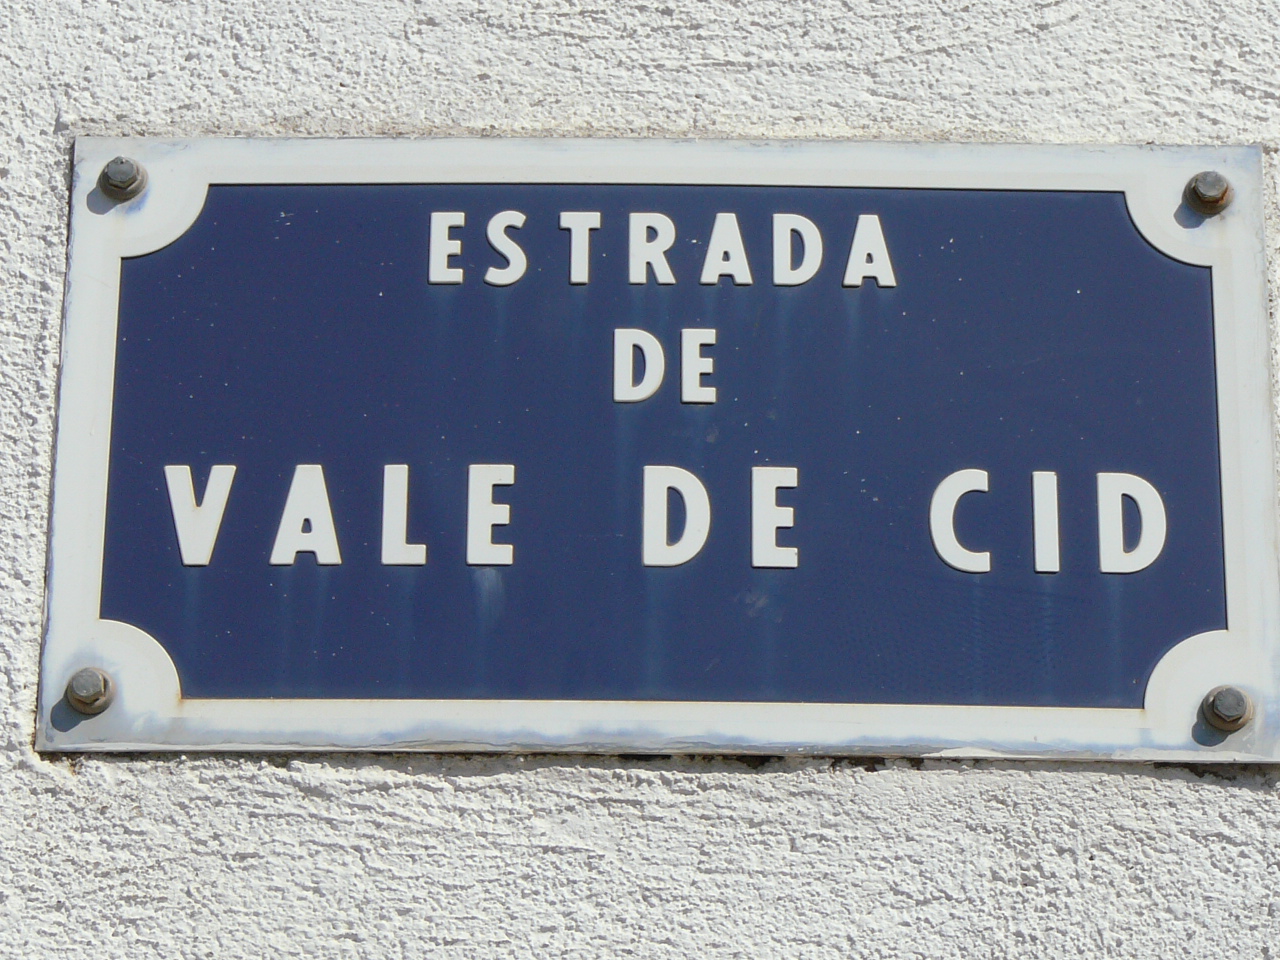 ESTRADA
DE
VALE DE CID